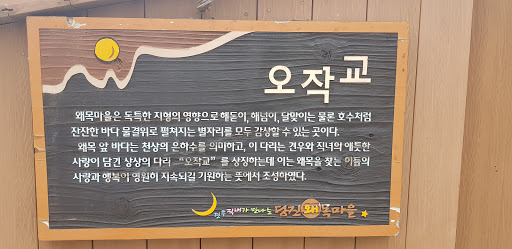 오작교
왜목마을은 독특한 지형의 영향으로 해돋이, 해넘이, 달맞이는 물론 호수처럼
잔잔한 바다 물결위로 펼쳐지는 별자리를 모두 감상할 수 있는 곳이다.
왜목 앞 바다는 천상의 은하수를 의미하고, 이 다리는 견우와 직녀의 애틋한
사랑이 담긴 상상의 다리 "오작교"를 상징하는데 이는 왜목을 찾는 이들의
사랑과 행복이 영원히 지속되길 기원하는 뜻에서 조성하였다.
견우 직녀가 만나는 당진왜목마을